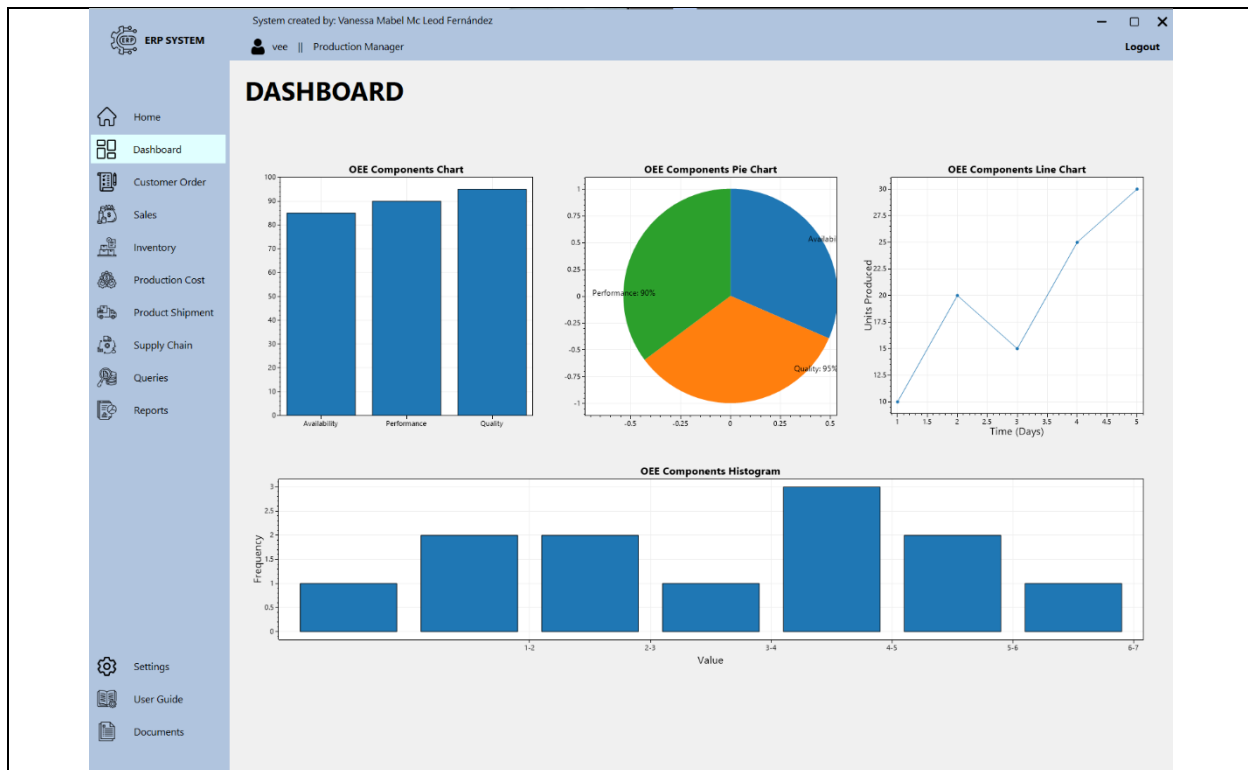 System created by: Vanessa Mabel Mc Leod Fernández
ERP
ERP SYSTEM
vee || Production Manager
Logout
DASHBOARD
Home
Dashboard
Customer Order
Sales
Inventory
Production Cost
Product Shipment
Supply Chain
Queries
Reports
Settings
User Guide
Documents
OEE Components Chart
100
90
80
70
60
50
40
30
20
10
0
Availability Performance Quality
OEE Components Pie Chart
1
0.75
0.5
0.25
0
-0.25
-0.5
-0.75
-1
Availabi
Performance: 90%
Quality: 95%
-0.5 -0.25 0 0.25 0.5
OEE Components Line Chart
Units Produced
30
27.5
25
22.5
20
17.5
15
12.5
10
1 1.5 2 2.5 3 3.5 4 4.5 5
Time (Days)
OEE Components Histogram
Frequency
3
2.5
2
1.5
1
0.5
0
1-2 2-3 3-4 4-5 5-6 6-7
Value